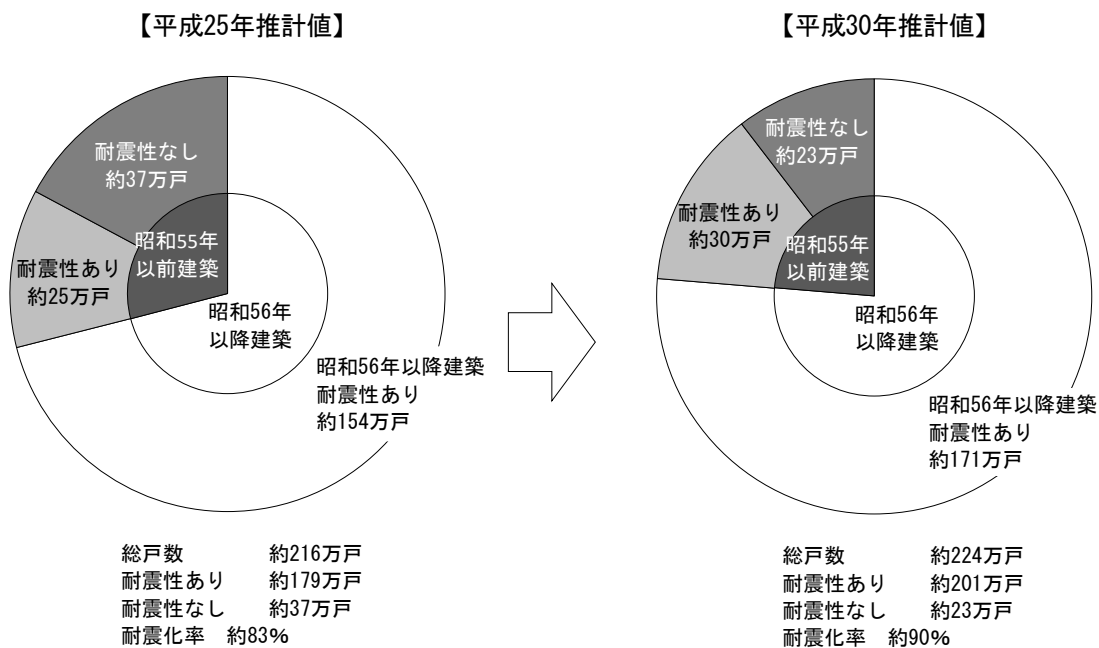 【平成25年推計値】
耐震性なし
約37万戸
昭和55年
以前建築
耐震性あり
約25万戸
昭和56年
以降建築
昭和56年以降建築
耐震性あり
約154万戸
総戸数 約216万戸
耐震性あり 約179万戸
耐震性なし 約37万戸
耐震化率 約83%
【平成30年推計値】
耐震性なし
約23万戸
耐震性あり
約30万戸
昭和55年
以前建築
昭和56年
以降建築
昭和56年以降建築
耐震性あり
約171万戸
総戸数 約224万戸
耐震性あり 約201万戸
耐震性なし 約23万戸
耐震化率 約90%